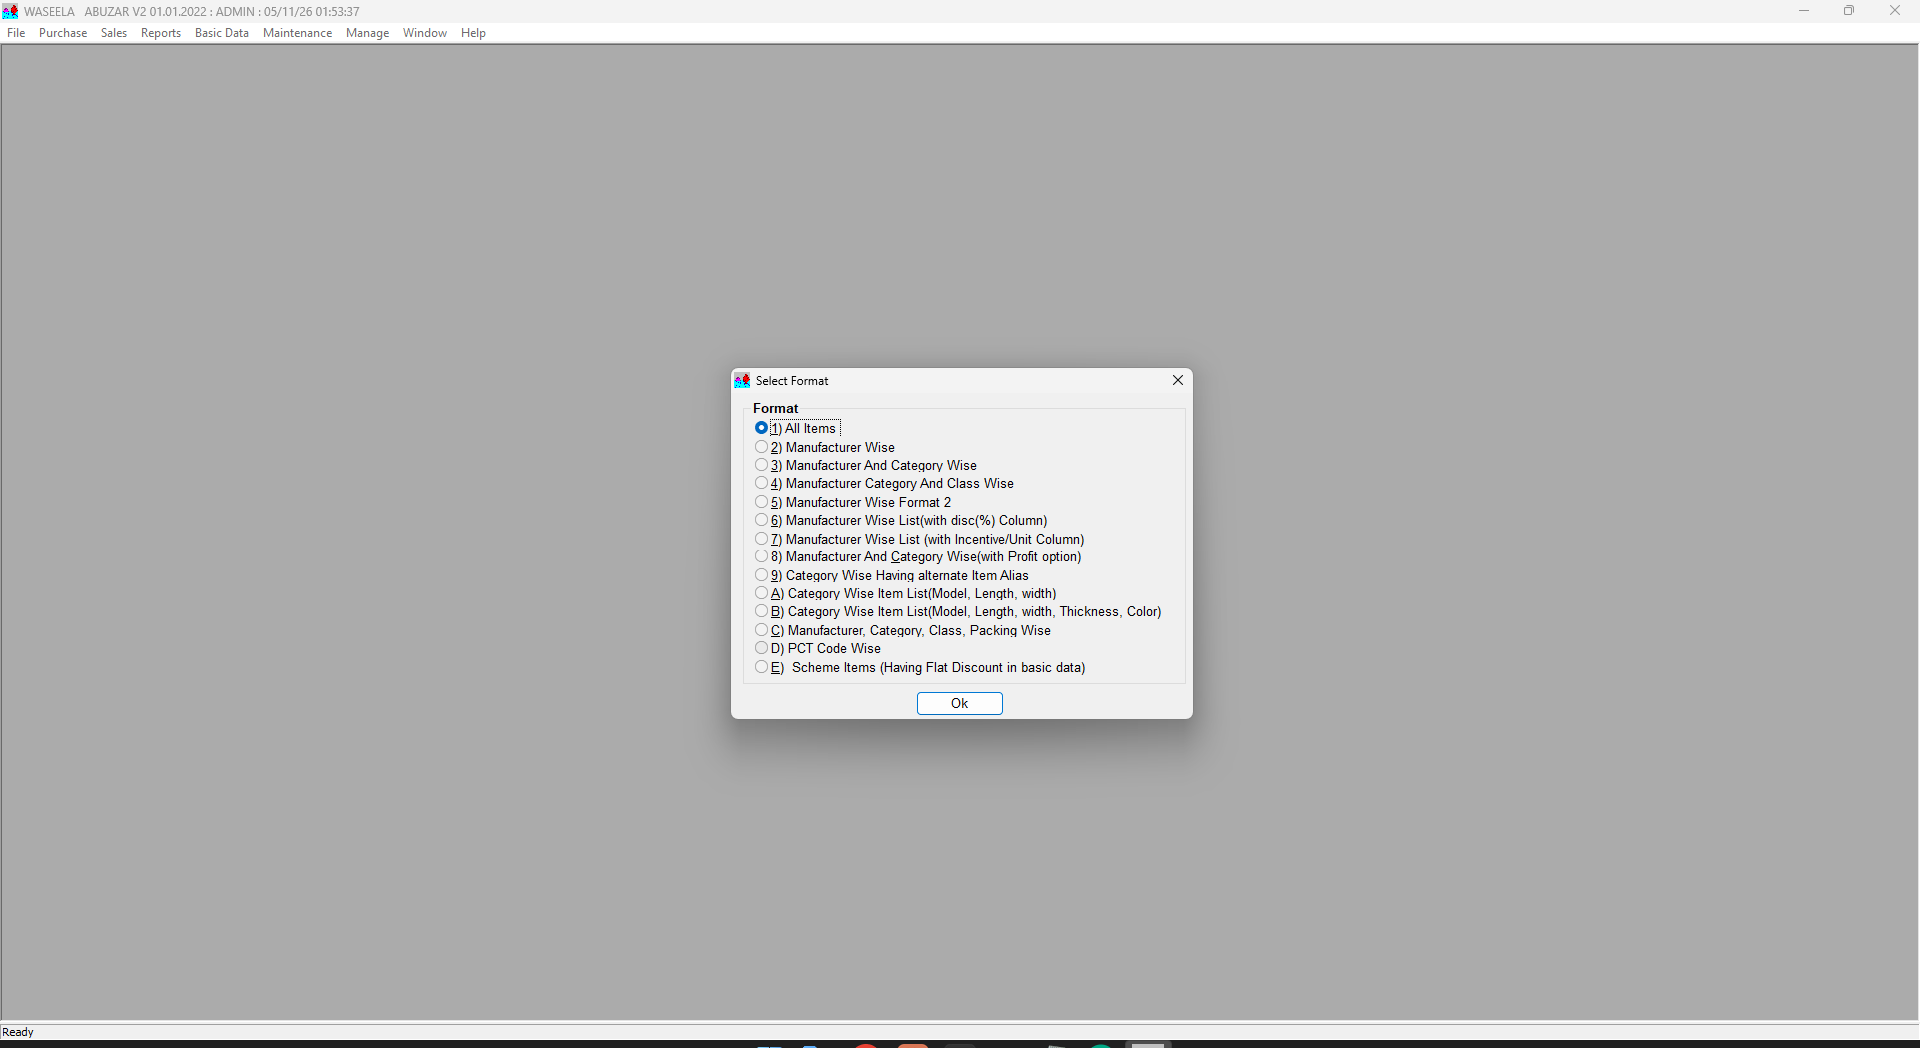 WASEELA ABUZAR V2 01.01.2022 : ADMIN : 05/11/26 01:53:37
File Purchase Sales Reports Basic Data Maintenance Manage Window Help
Select Format
Format
1) All Items
2) Manufacturer Wise
3) Manufacturer And Category Wise
4) Manufacturer Category And Class Wise
5) Manufacturer Wise Format 2
6) Manufacturer Wise List(with disc(%) Column)
7) Manufacturer Wise List (with Incentive/Unit Column)
8) Manufacturer And Category Wise(with Profit option)
9) Category Wise Having alternate Item Alias
A) Category Wise Item List(Model, Length, width)
B) Category Wise Item List(Model, Length, width, Thickness, Color)
C) Manufacturer, Category, Class, Packing Wise
D) PCT Code Wise
E) Scheme Items (Having Flat Discount in basic data)
Ok
Ready